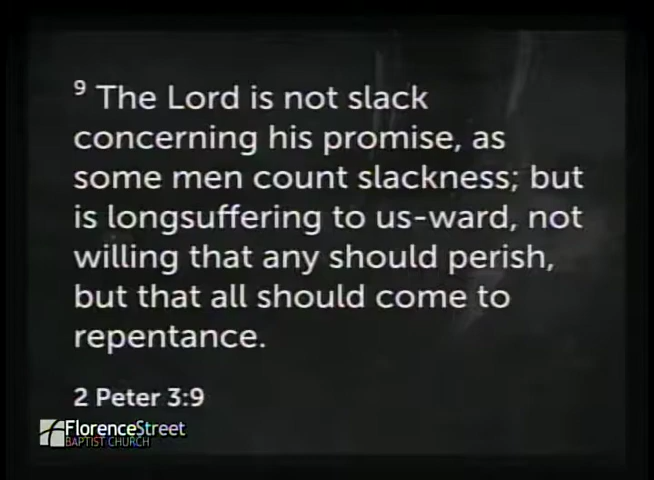 9 The Lord is not slack
concerning his promise, as
some men count slackness; but
is longsuffering to us-ward, not
willing that any should perish,
but that all should come to
repentance.
2 Peter 3:9
FlorenceStreet
BAPTIST CHURCH